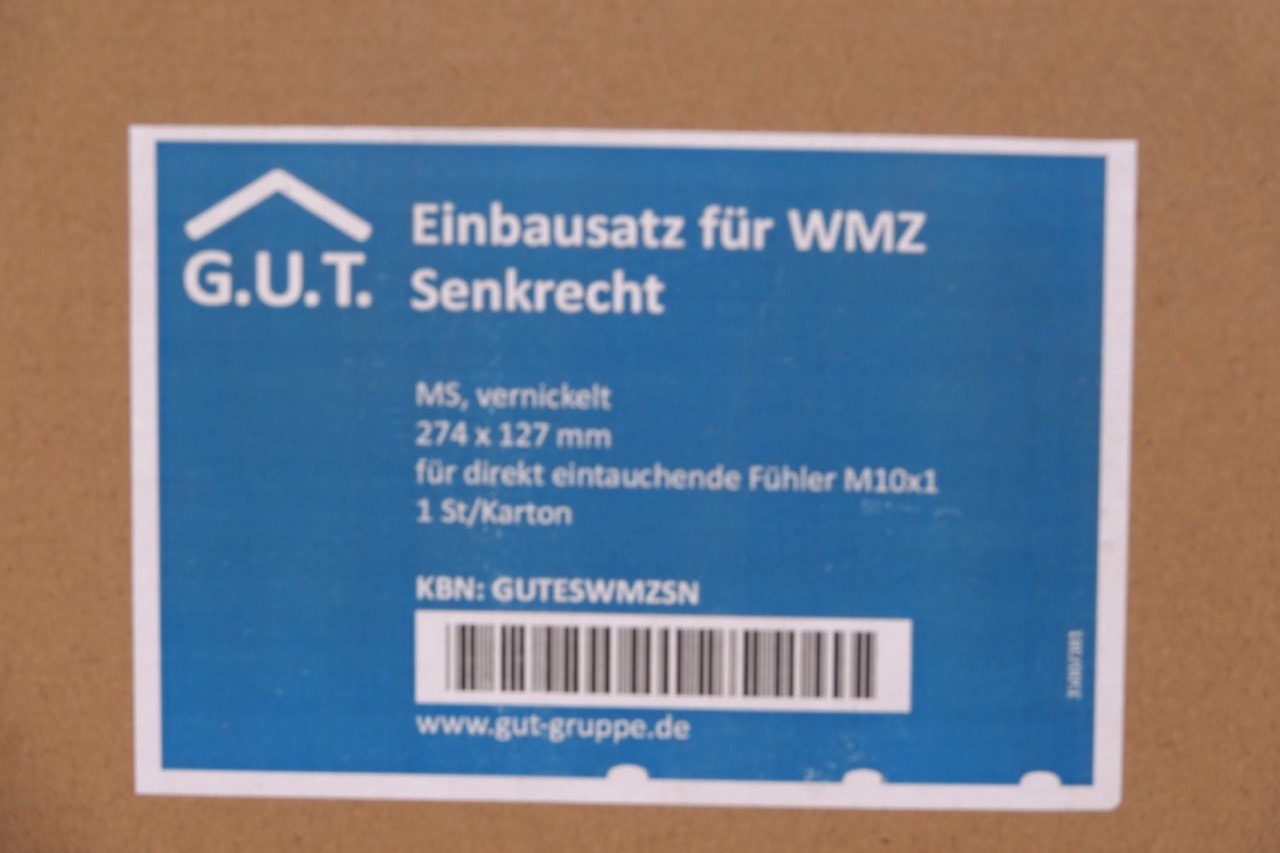 G.U.T.
Einbausatz für WMZ
Senkrecht
MS, vernickelt
274 x 127 mm
für direkt eintauchende Fühler M10x1
1 St/Karton
KBN: GUTESWMZSN
www.gut-gruppe.de